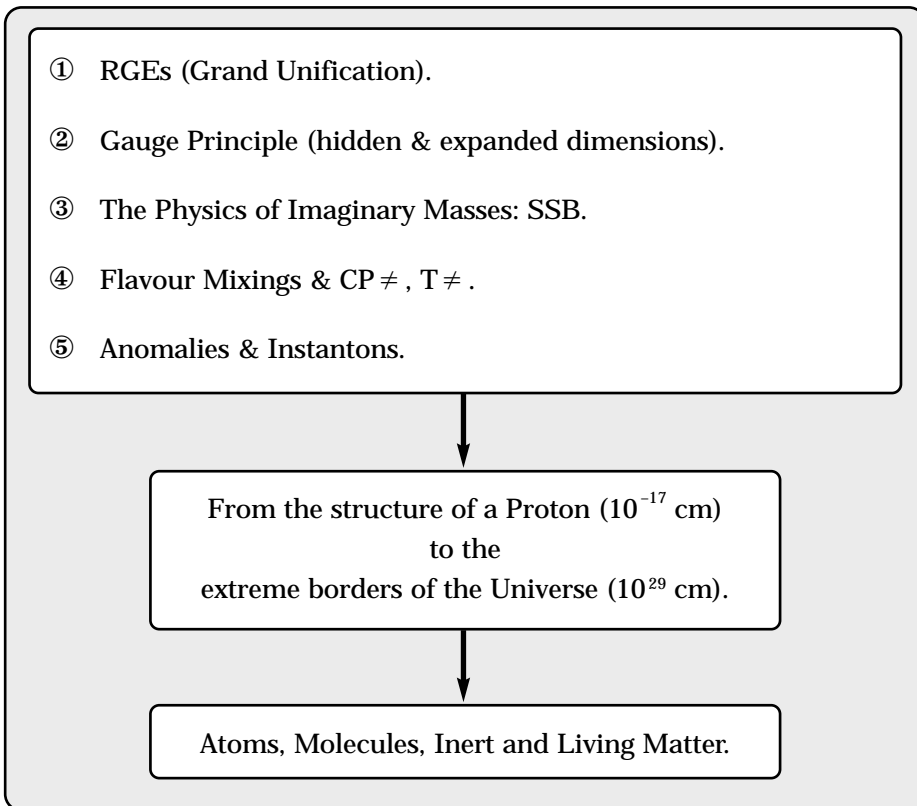 ① RGEs (Grand Unification).
② Gauge Principle (hidden & expanded dimensions).
③ The Physics of Imaginary Masses: SSB.
④ Flavour Mixings & CP ≠ , T ≠ .
⑤ Anomalies & Instantons.
From the structure of a Proton (10⁻¹⁷ cm)
to the
extreme borders of the Universe (10²⁹ cm).
Atoms, Molecules, Inert and Living Matter.